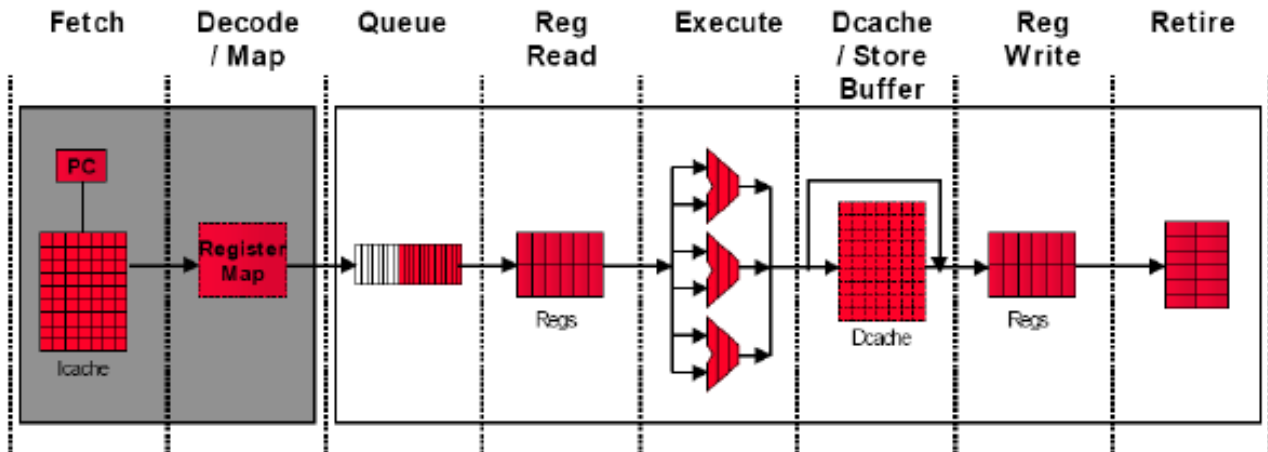 Fetch
Decode
/ Map
Queue
Reg
Read
Execute
Dcache
/ Store
Buffer
Reg
Write
Retire
PC
Register
Map
Icache
Regs
Dcache
Regs